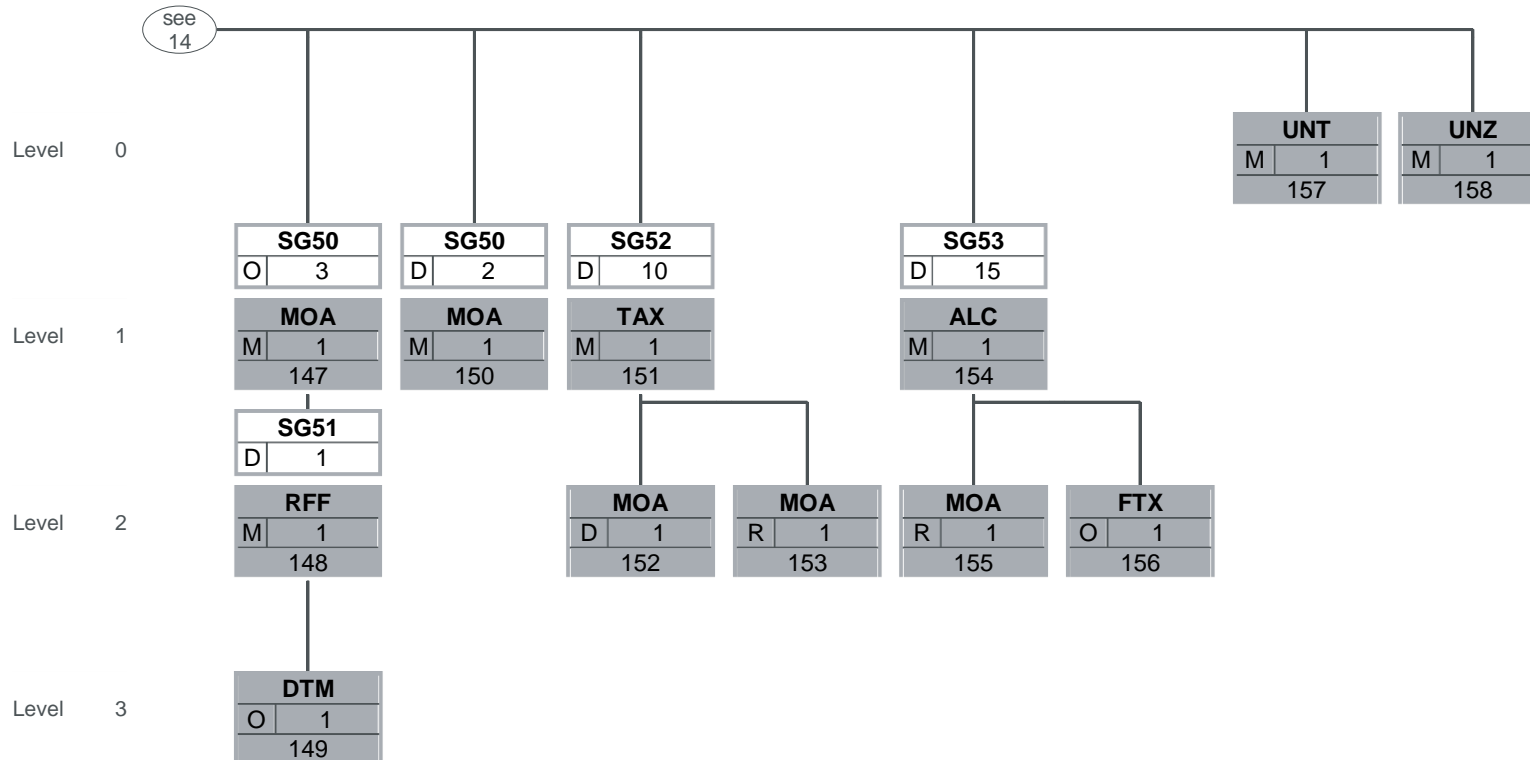 see
14
Level 0
UNT
M 1
157
UNZ
M 1
158
SG50
O 3
SG50
D 2
SG52
D 10
SG53
D 15
Level 1
MOA
M 1
147
MOA
M 1
150
TAX
M 1
151
ALC
M 1
154
SG51
D 1
Level 2
RFF
M 1
148
MOA
D 1
152
MOA
R 1
153
MOA
R 1
155
FTX
O 1
156
Level 3
DTM
O 1
149